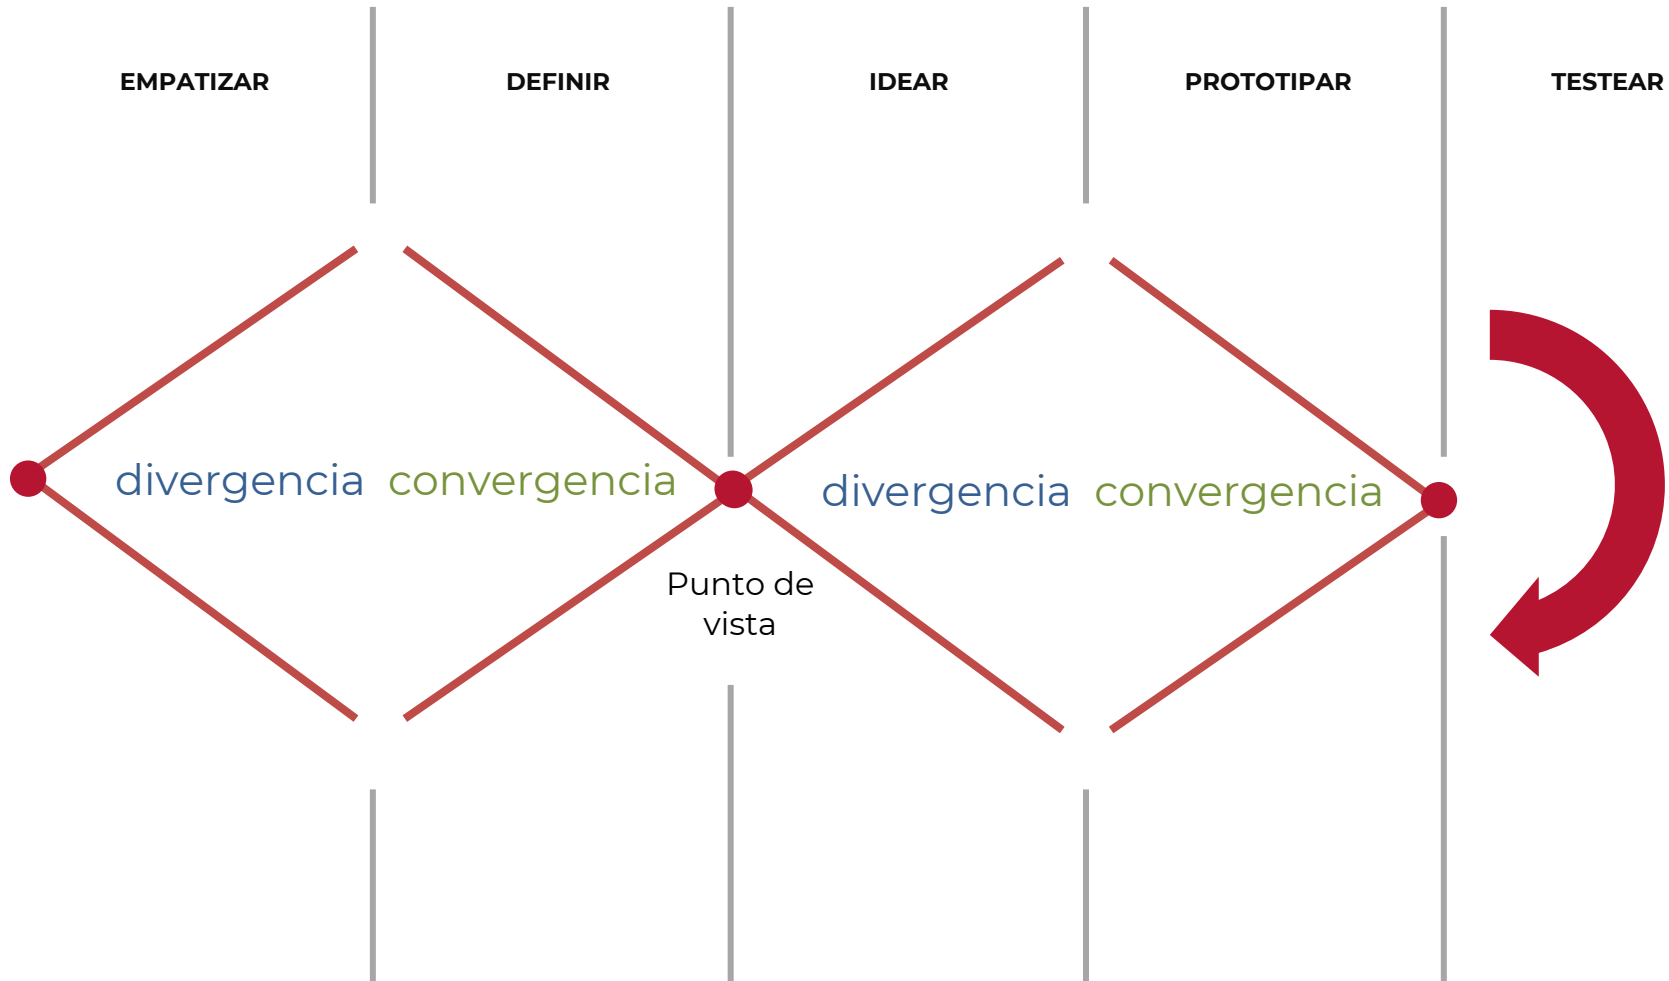 EMPATIZAR
DEFINIR
IDEAR
PROTOTIPAR
TESTEAR
divergencia
convergencia
divergencia
convergencia
Punto de
vista